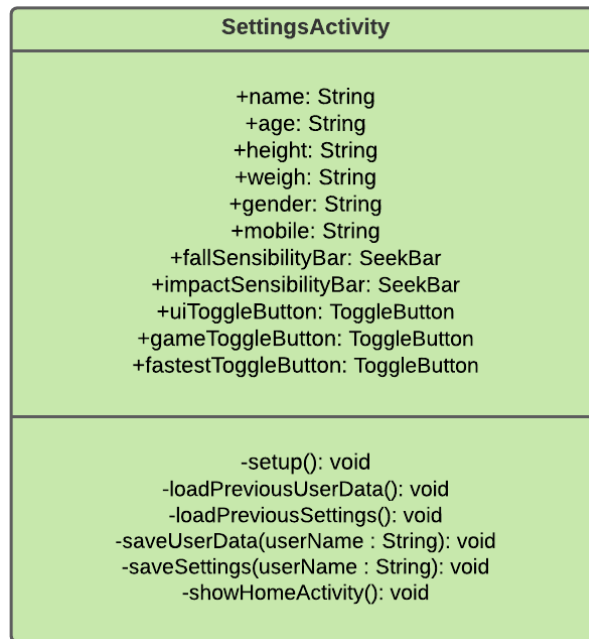 SettingsActivity
+name: String
+age: String
+height: String
+weigh: String
+gender: String
+mobile: String
+fallSensibilityBar: SeekBar
+impactSensibilityBar: SeekBar
+uiToggleButton: ToggleButton
+gameToggleButton: ToggleButton
+fastestToggleButton: ToggleButton
-setup(): void
-loadPreviousUserData(): void
-loadPreviousSettings(): void
-saveUserData(userName : String): void
-saveSettings(userName : String): void
-showHomeActivity(): void